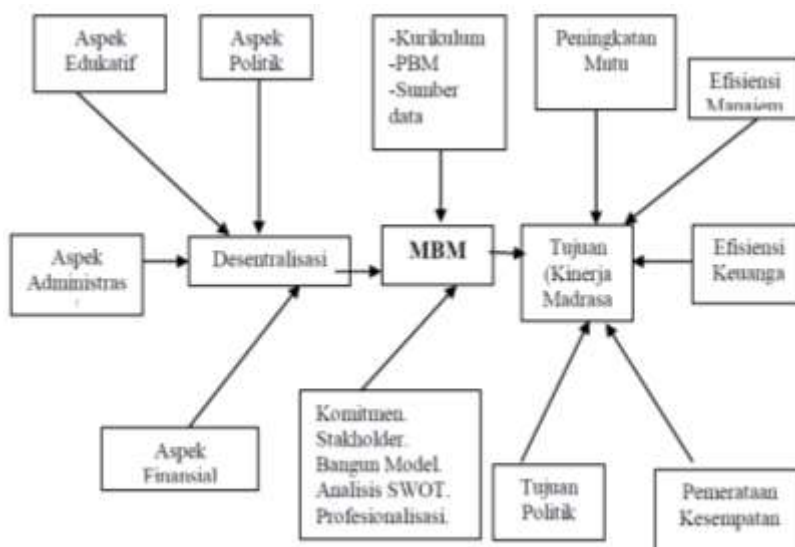 Aspek
Edukatif
Aspek
Politik
-Kurikulum
-PBM
-Sumber
data
Peningkatan
Mutu
Efisiensi
Manajem
Aspek
Administras
Desentralisasi
MBM
Tujuan
(Kinerja
Madrasa
Efisiensi
Keuanga
Aspek
Finansial
Komitmen.
Stakholder.
Bangun Model.
Analisis SWOT.
Profesionalisasi.
Tujuan
Politik
Pemerataan
Kesempatan